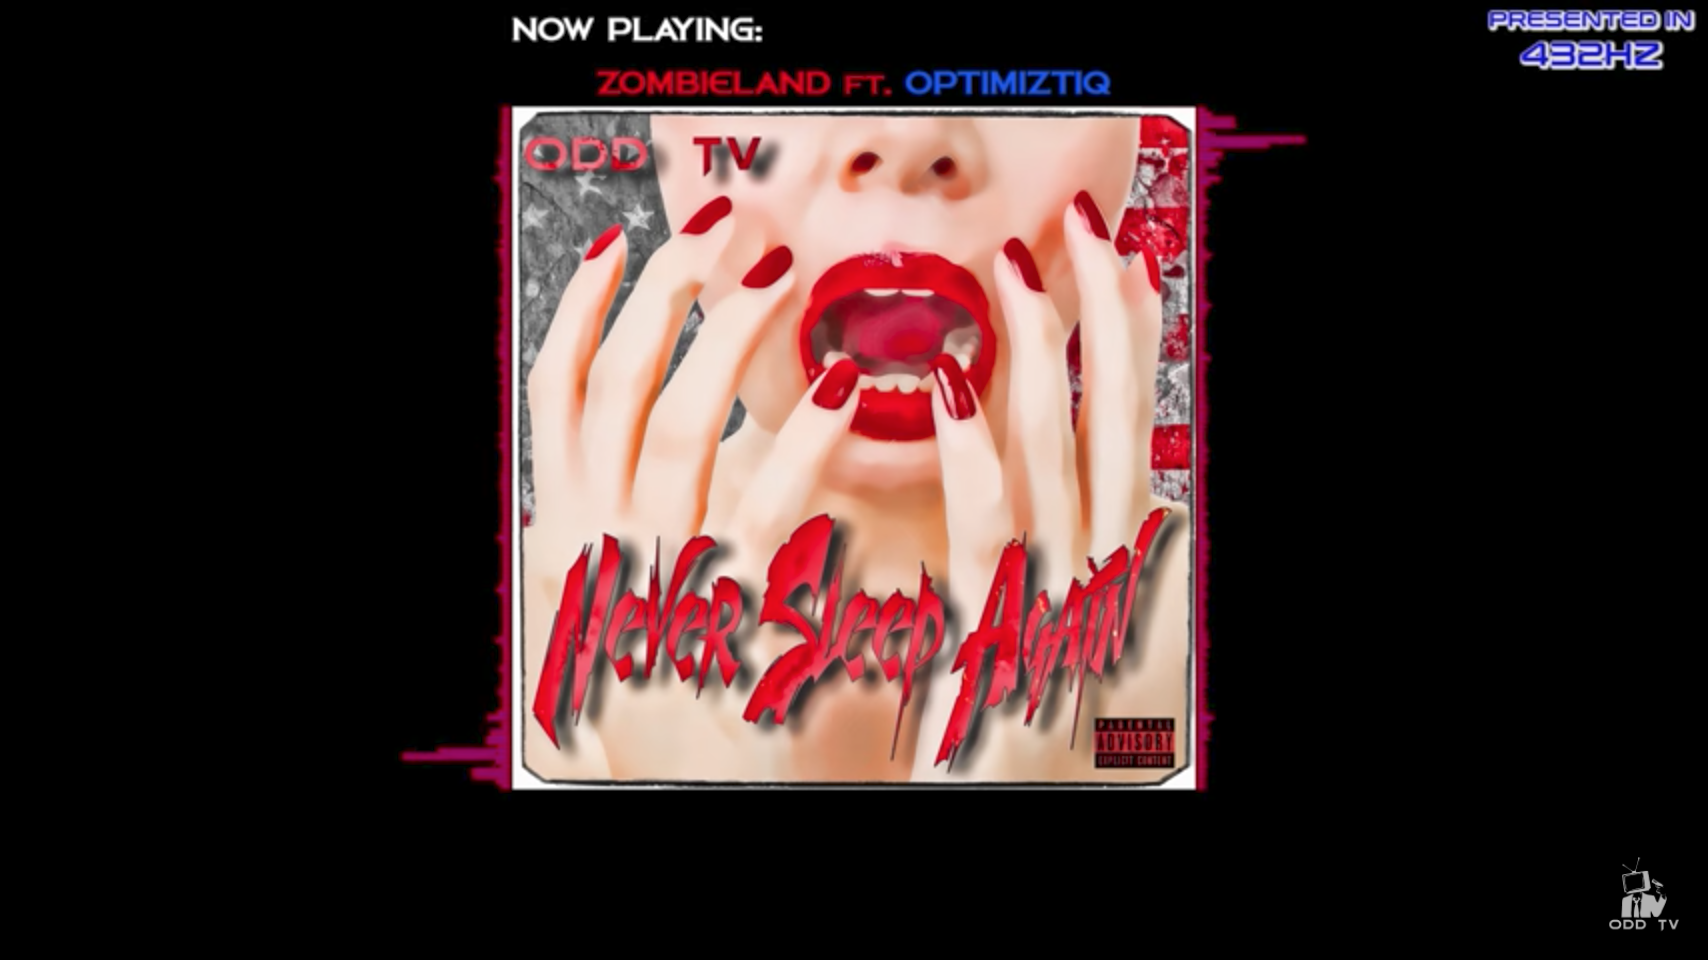 NOW PLAYING:
PRESENTED IN
432HZ
ZOMBIELAND FT. OPTIMIZTIQ
ODD TV
NEVER SLEEP AGAIN
PARENTAL
ADVISORY
EXPLICIT CONTENT
ODD TV